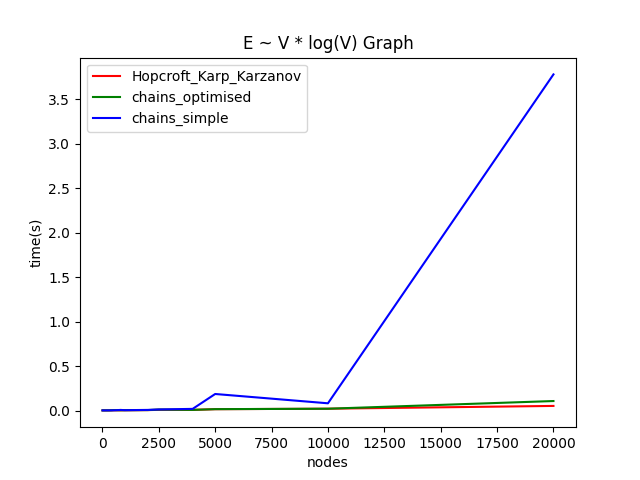 E ~ V * log(V) Graph
Hopcroft_Karp_Karzanov
chains_optimised
chains_simple
3.5
3.0
2.5
2.0
1.5
1.0
0.5
0.0
time(s)
0 2500 5000 7500 10000 12500 15000 17500 20000
nodes